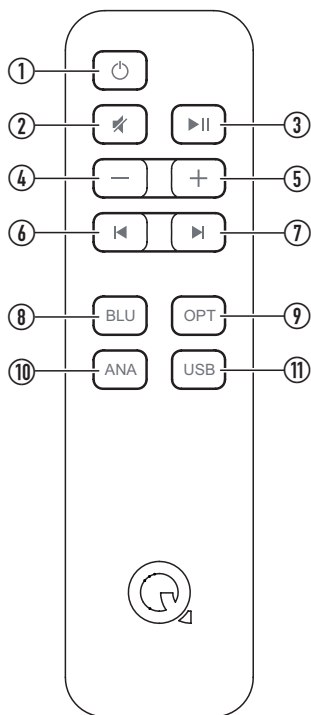 ①
② ③
④ ⑤
⑥ ⑦
⑧ BLU OPT ⑨
⑩ ANA USB ⑪